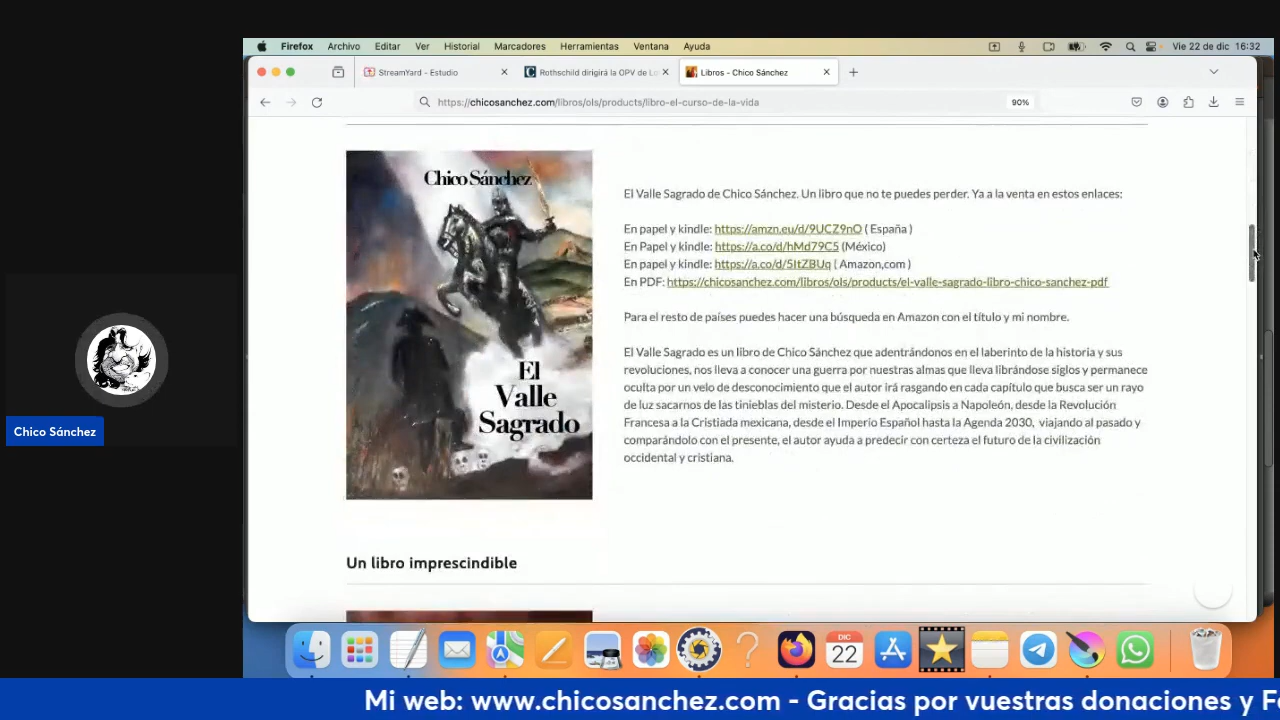 Firefox Archivo Editar Ver Historial Marcadores Herramientas Ventana Ayuda Vie 22 de dic 16:32
StreamYard - Estudio
Rothschild dirigirá la OPV de Lo
Libros - Chico Sánchez
https://chicosanchez.com/libros/ols/products/libro-el-curso-de-la-vida
90%
Chico Sánchez
El
Valle
Sagrado
El Valle Sagrado de Chico Sánchez. Un libro que no te puedes perder. Ya a la venta en estos enlaces:
En papel y kindle: https://amzn.eu/d/9UCZ9nO ( España )
En Papel y kindle: https://a.co/d/hMd79C5 (México)
En papel y kindle: https://a.co/d/5ItZBUq ( Amazon,com )
En PDF: https://chicosanchez.com/libros/ols/products/el-valle-sagrado-libro-chico-sanchez-pdf
Para el resto de países puedes hacer una búsqueda en Amazon con el título y mi nombre.
El Valle Sagrado es un libro de Chico Sánchez que adentrándonos en el laberinto de la historia y sus
revoluciones, nos lleva a conocer una guerra por nuestras almas que lleva librándose siglos y permanece
oculta por un velo de desconocimiento que el autor irá rasgando en cada capítulo que busca ser un rayo
de luz sacarnos de las tinieblas del misterio. Desde el Apocalipsis a Napoleón, desde la Revolución
Francesa a la Cristiada mexicana, desde el Imperio Español hasta la Agenda 2030, viajando al pasado y
comparándolo con el presente, el autor ayuda a predecir con certeza el futuro de la civilización
occidental y cristiana.
Un libro imprescindible
Chico Sánchez
DIC
22
Mi web: www.chicosanchez.com - Gracias por vuestras donaciones y